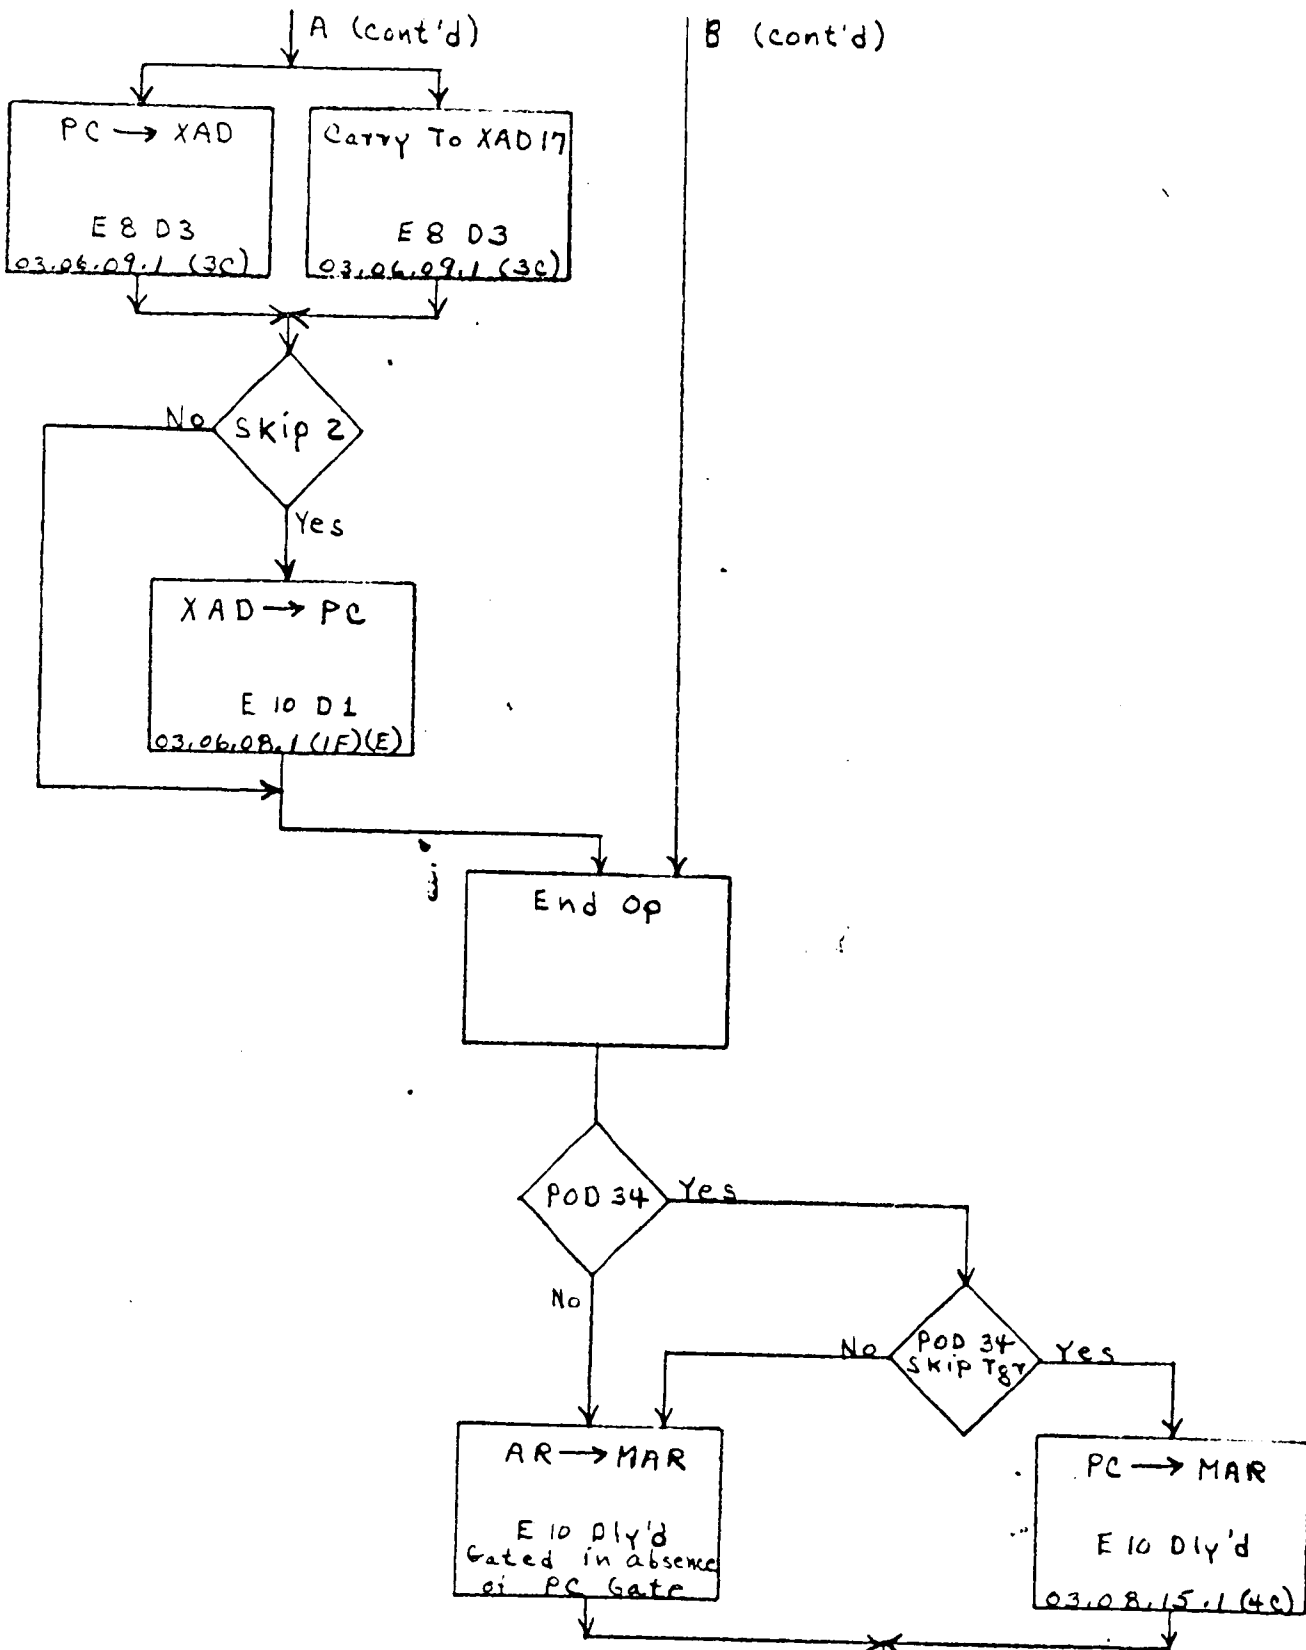 A (cont'd)
B (cont'd)
PC → XAD
E 8 D3
03.06.09.1 (3C)
Carry To XAD 17
E 8 D3
03.06.09.1 (3C)
Skip 2
No
Yes
XAD → PC
E 10 D1
03.06.08.1 (1F)(E)
End Op
POD 34
Yes
No
POD 34
Skip Tgr
No
Yes
AR → MAR
E 10 Dly'd
Gated in absence
of PC Gate
PC → MAR
E 10 Dly'd
03.08.15.1 (4C)